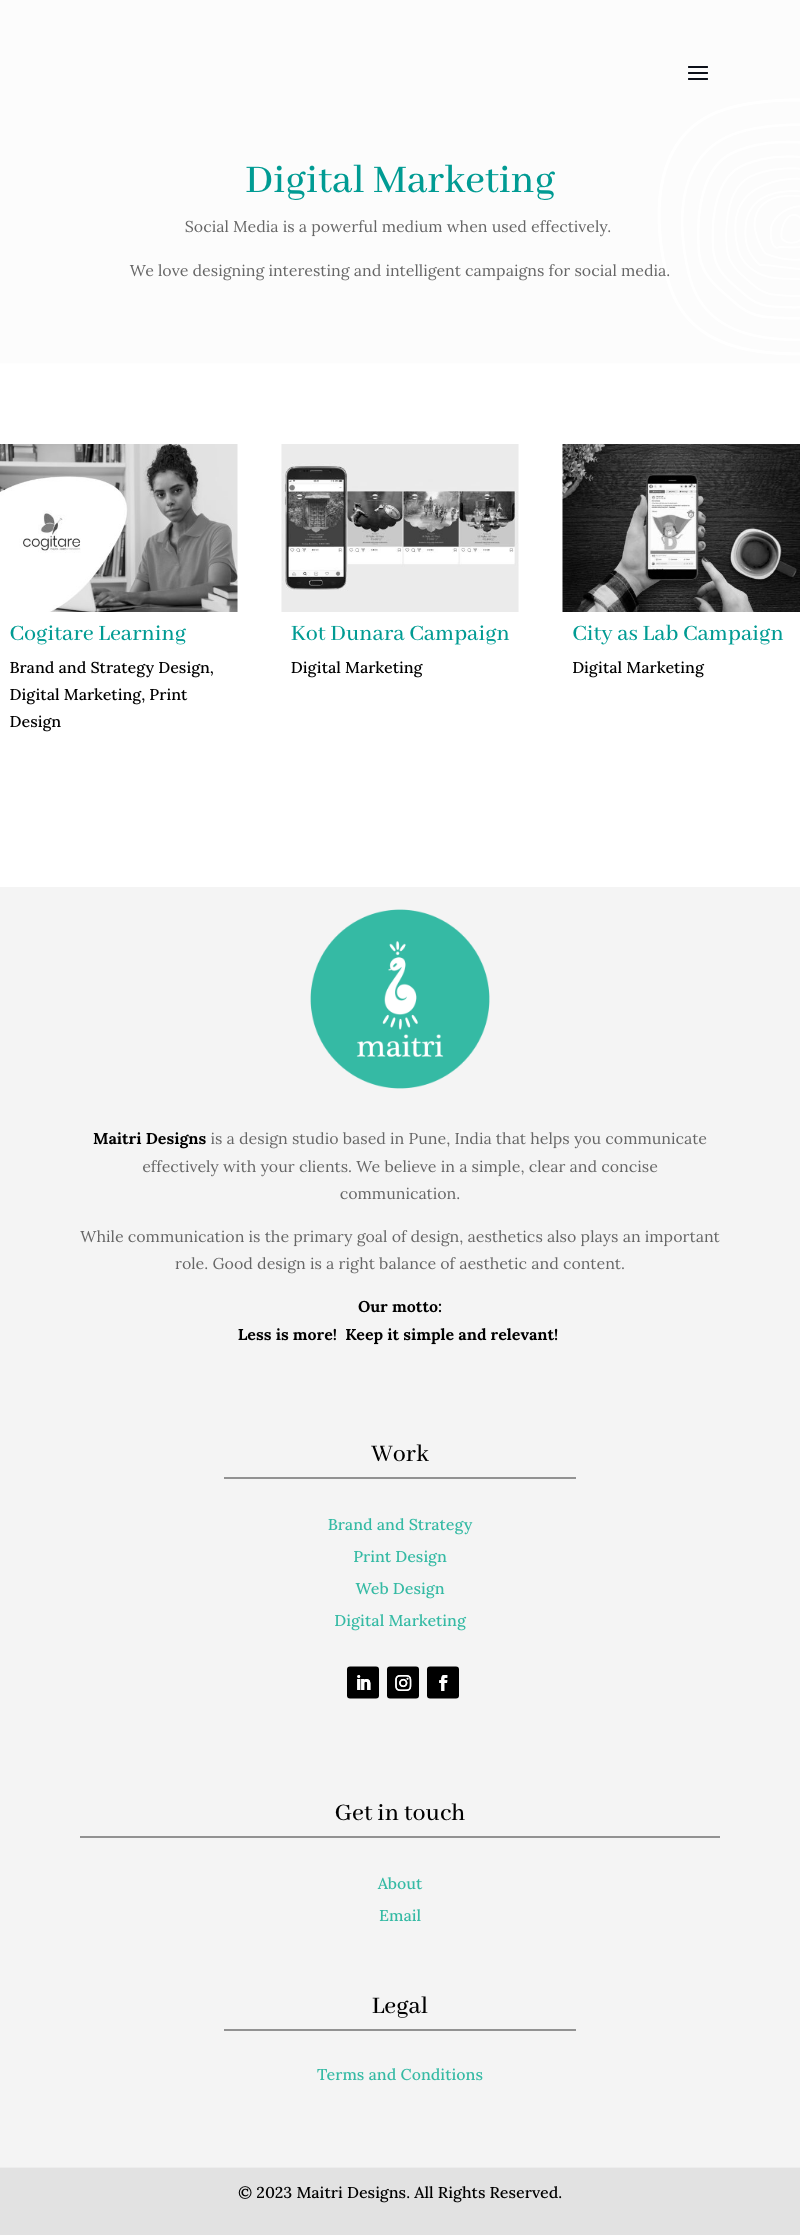 Digital Marketing
Social Media is a powerful medium when used effectively.
We love designing interesting and intelligent campaigns for social media.
cogitare
Cogitare Learning
Brand and Strategy Design,
Digital Marketing, Print
Design
Kot Dunara Campaign
Digital Marketing
City as Lab Campaign
Digital Marketing
maitri
Maitri Designs is a design studio based in Pune, India that helps you communicate
effectively with your clients. We believe in a simple, clear and concise
communication.
While communication is the primary goal of design, aesthetics also plays an important
role. Good design is a right balance of aesthetic and content.
Our motto:
Less is more!  Keep it simple and relevant!
Work
Brand and Strategy
Print Design
Web Design
Digital Marketing
in
f
Get in touch
About
Email
Legal
Terms and Conditions
© 2023 Maitri Designs. All Rights Reserved.